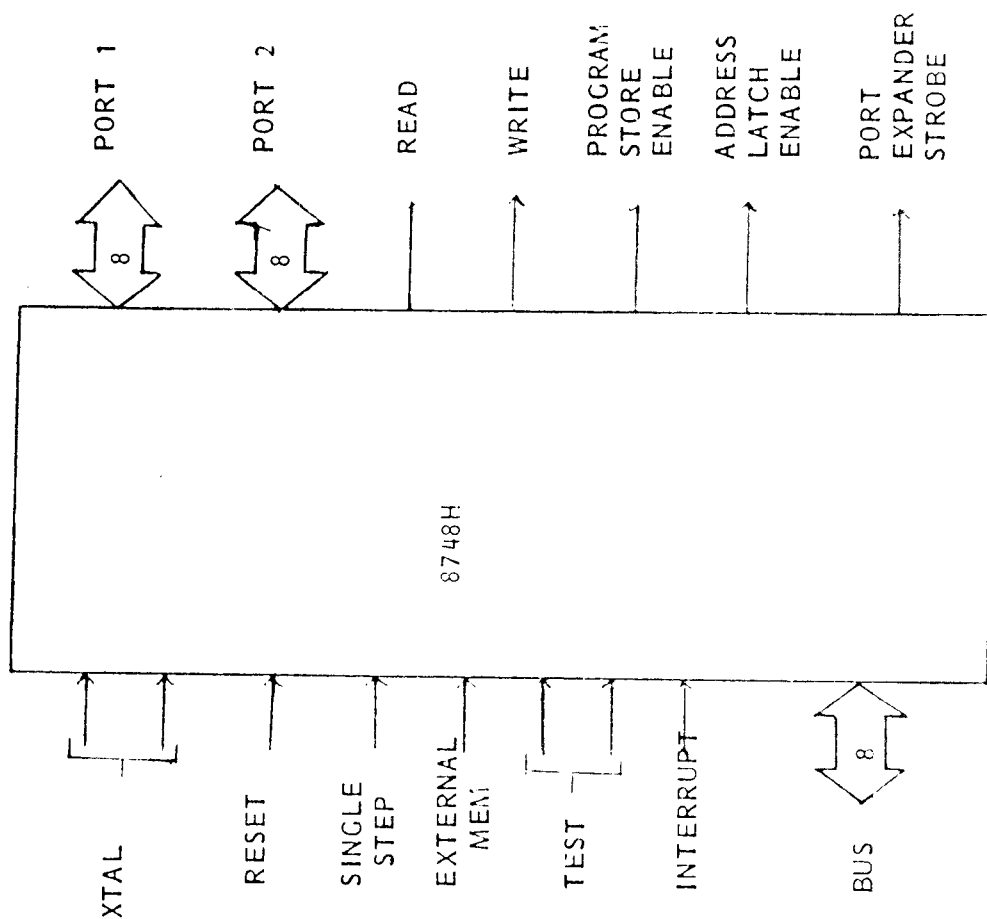 PORT 1
8
PORT 2
8
READ
WRITE
PROGRAM
STORE
ENABLE
ADDRESS
LATCH
ENABLE
PORT
EXPANDER
STROBE
8748H
XTAL
RESET
SINGLE
STEP
EXTERNAL
MEM
TEST
INTERRUPT
BUS
8